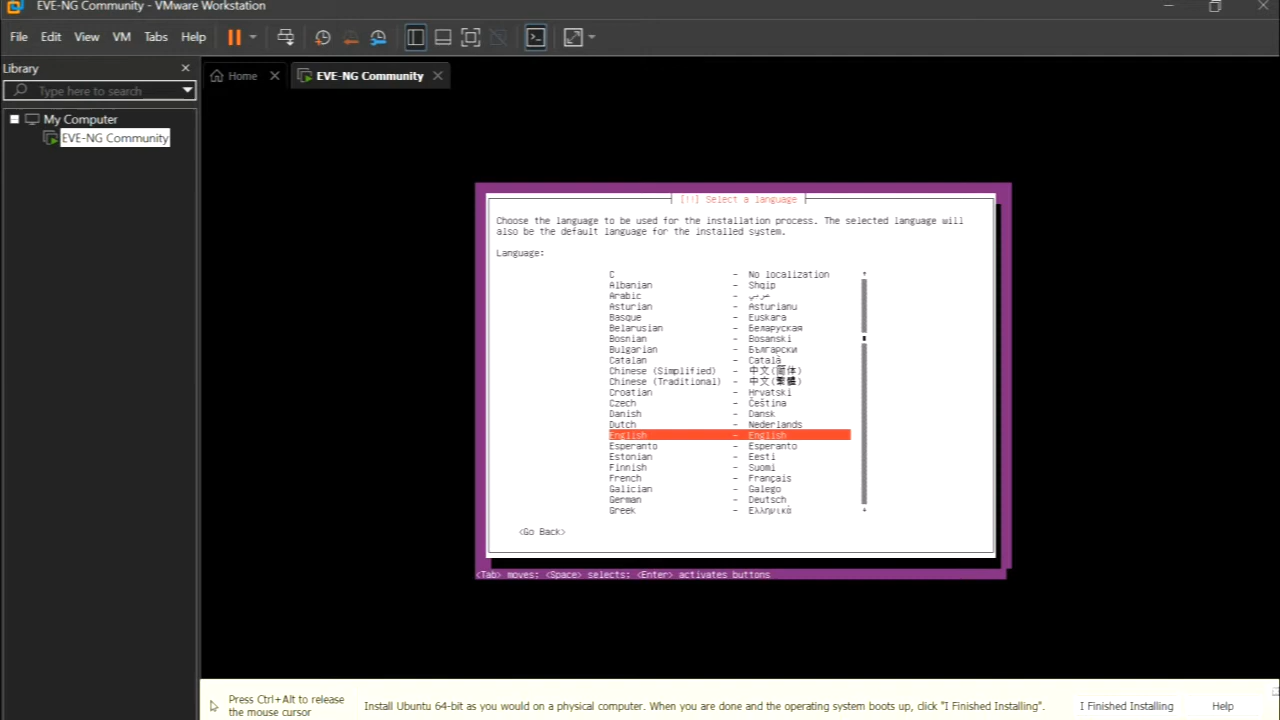 EVE-NG Community - VMware Workstation
File Edit View VM Tabs Help
Library
Type here to search
Home
EVE-NG Community
My Computer
EVE-NG Community
[!!] Select a language
Choose the language to be used for the installation process. The selected language will
also be the default language for the installed system.
Language:
C - No localization
Albanian - Shqip
Arabic - عربي
Asturian - Asturianu
Basque - Euskara
Belarusian - Беларуская
Bosnian - Bosanski
Bulgarian - Български
Catalan - Català
Chinese (Simplified) - 中文(简体)
Chinese (Traditional) - 中文(繁體)
Croatian - Hrvatski
Czech - Čeština
Danish - Dansk
Dutch - Nederlands
English - English
Esperanto - Esperanto
Estonian - Eesti
Finnish - Suomi
French - Français
Galician - Galego
German - Deutsch
Greek - Ελληνικά
<Go Back>
<Tab> moves; <Space> selects; <Enter> activates buttons
Press Ctrl+Alt to release
the mouse cursor
Install Ubuntu 64-bit as you would on a physical computer. When you are done and the operating system boots up, click "I Finished Installing".
I Finished Installing
Help